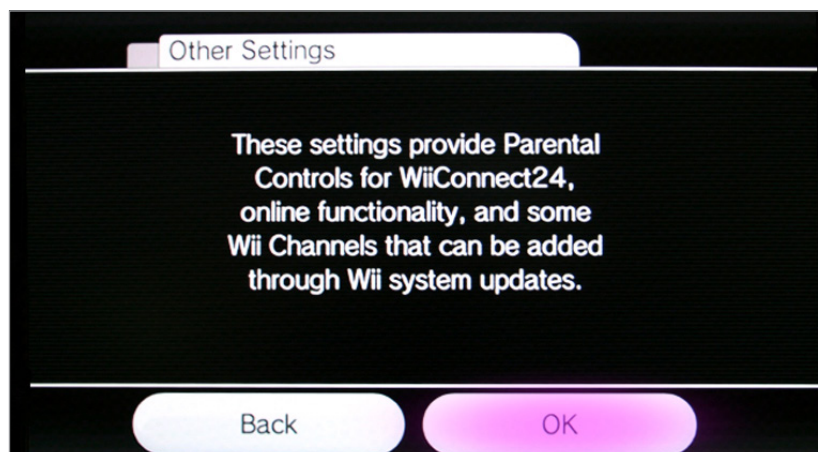 Other Settings
These settings provide Parental
Controls for WiiConnect24,
online functionality, and some
Wii Channels that can be added
through Wii system updates.
Back
OK